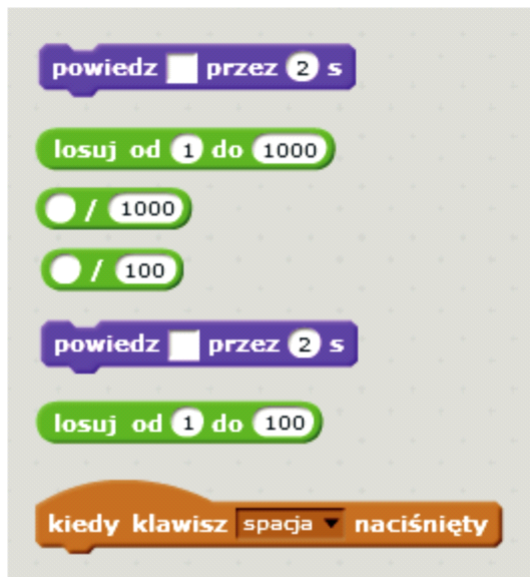 powiedz przez 2 s
losuj od 1 do 1000
/ 1000
/ 100
powiedz przez 2 s
losuj od 1 do 100
kiedy klawisz spacja naciśnięty